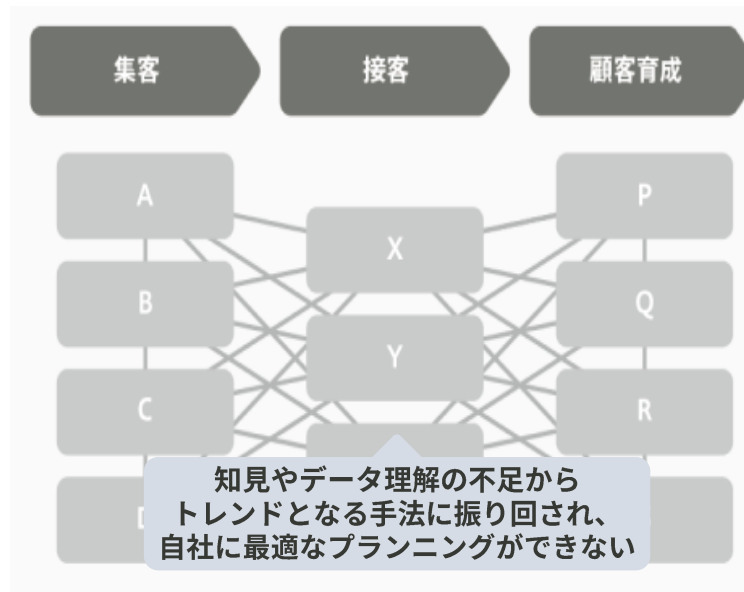 集客
接客
顧客育成
A
P
X
B
Q
Y
C
R
知見やデータ理解の不足から
トレンドとなる手法に振り回され、
自社に最適なプランニングができない